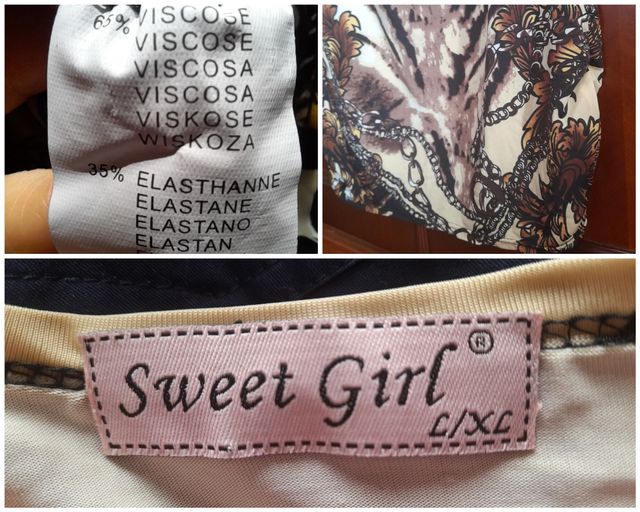 65% VISCOSE
VISCOSE
VISCOSA
VISCOSA
VISKOSE
WISKOZA
35% ELASTHANNE
ELASTANE
ELASTANO
ELASTAN
Sweet Girl ®
L/XL